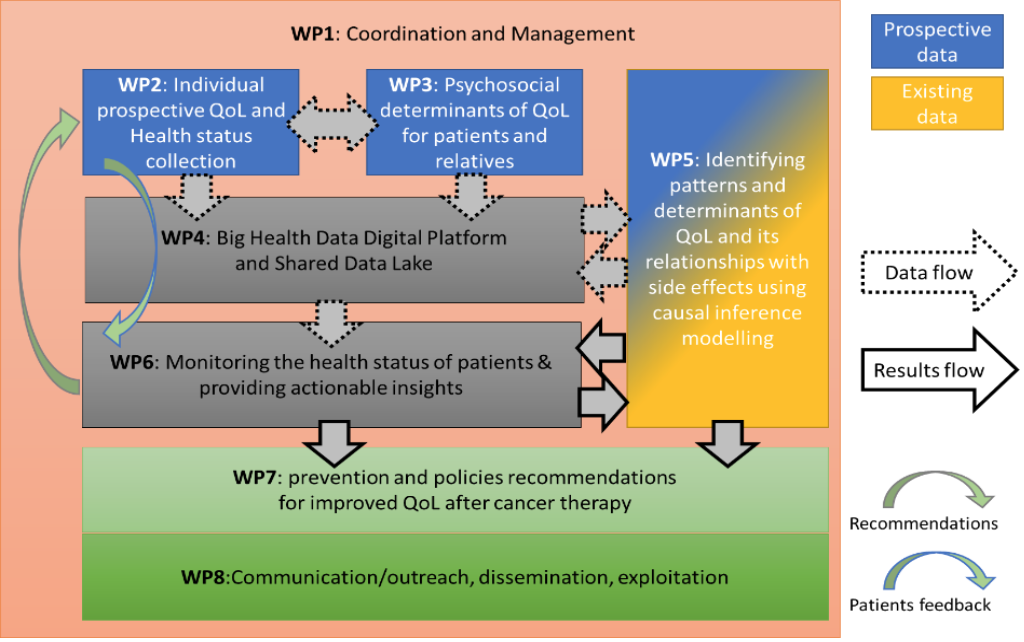 WP1: Coordination and Management
WP2: Individual
prospective QoL and
Health status
collection
WP3: Psychosocial
determinants of QoL
for patients and
relatives
WP4: Big Health Data Digital Platform
and Shared Data Lake
WP5: Identifying
patterns and
determinants of
QoL and its
relationships with
side effects using
causal inference
modelling
WP6: Monitoring the health status of patients &
providing actionable insights
WP7: prevention and policies recommendations
for improved QoL after cancer therapy
WP8:Communication/outreach, dissemination, exploitation
Prospective
data
Existing
data
Data flow
Results flow
Recommendations
Patients feedback